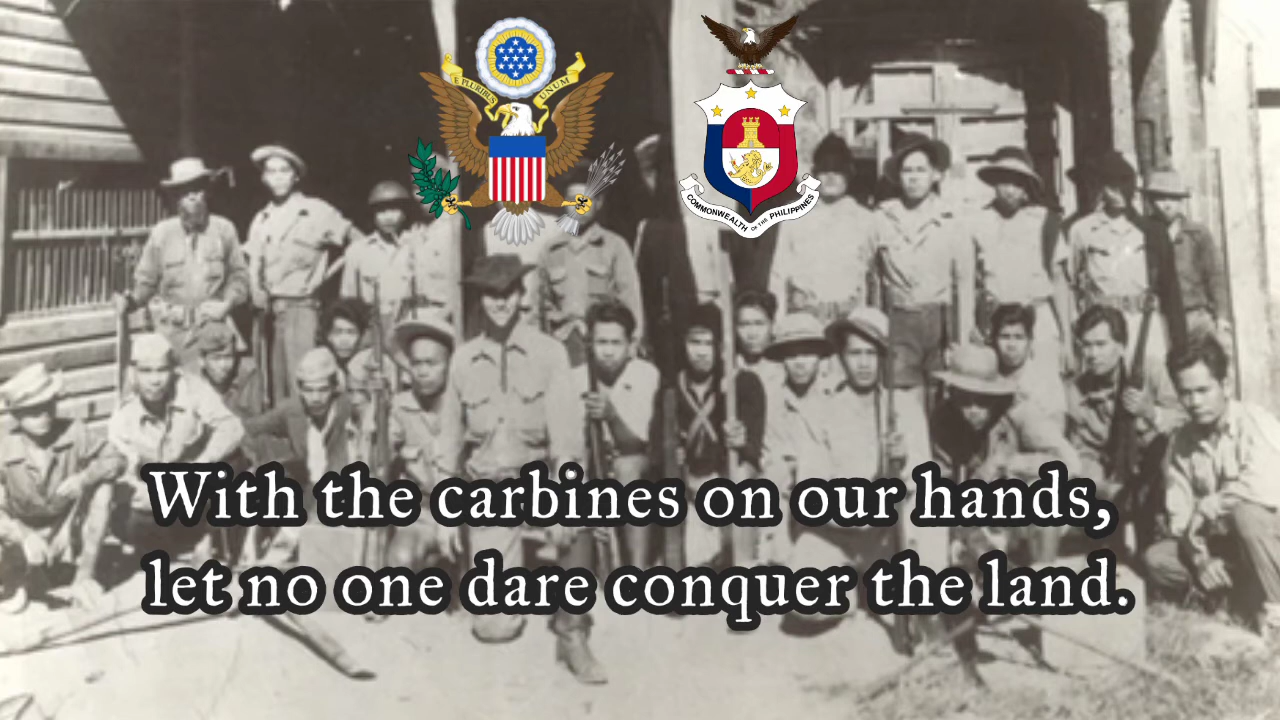 E PLURIBUS UNUM
COMMONWEALTH OF THE PHILIPPINES
With the carbines on our hands,
let no one dare conquer the land.